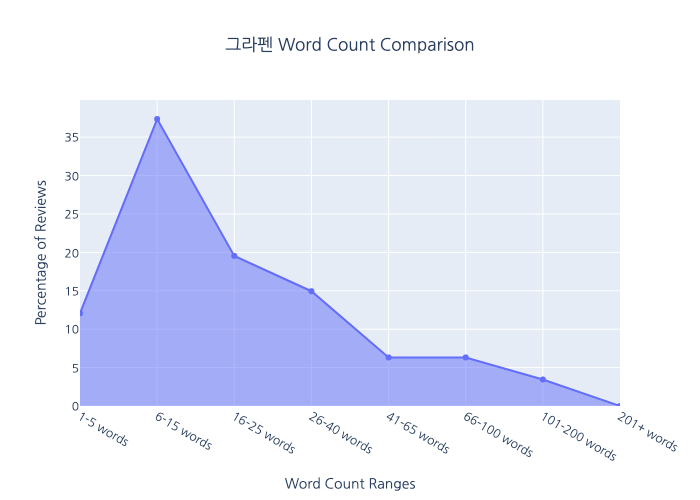 그라펜 Word Count Comparison
Percentage of Reviews
35
30
25
20
15
10
5
0
1-5 words
6-15 words
16-25 words
26-40 words
41-65 words
66-100 words
101-200 words
201+ words
Word Count Ranges